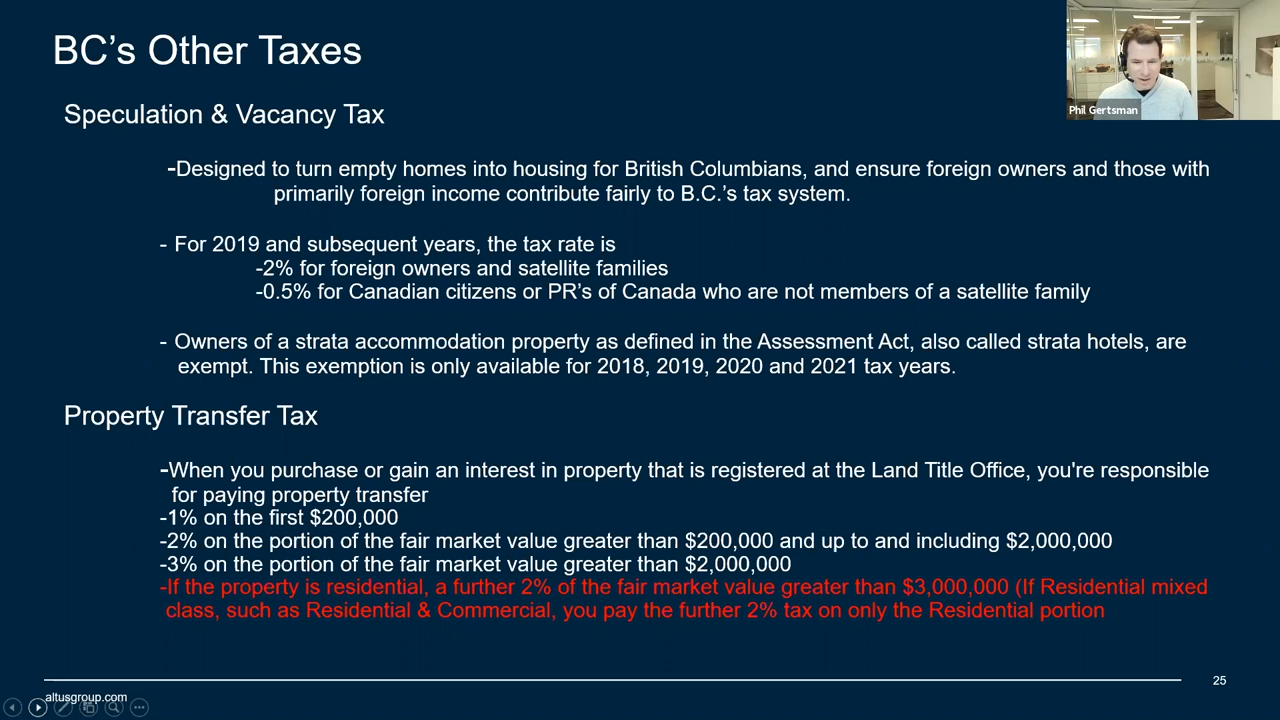 BC’s Other Taxes
Phil Gertsman
Speculation & Vacancy Tax
-Designed to turn empty homes into housing for British Columbians, and ensure foreign owners and those with
primarily foreign income contribute fairly to B.C.’s tax system.
- For 2019 and subsequent years, the tax rate is
-2% for foreign owners and satellite families
-0.5% for Canadian citizens or PR’s of Canada who are not members of a satellite family
- Owners of a strata accommodation property as defined in the Assessment Act, also called strata hotels, are
exempt. This exemption is only available for 2018, 2019, 2020 and 2021 tax years.
Property Transfer Tax
-When you purchase or gain an interest in property that is registered at the Land Title Office, you're responsible
for paying property transfer
-1% on the first $200,000
-2% on the portion of the fair market value greater than $200,000 and up to and including $2,000,000
-3% on the portion of the fair market value greater than $2,000,000
-If the property is residential, a further 2% of the fair market value greater than $3,000,000 (If Residential mixed
class, such as Residential & Commercial, you pay the further 2% tax on only the Residential portion
25
altusgroup.com